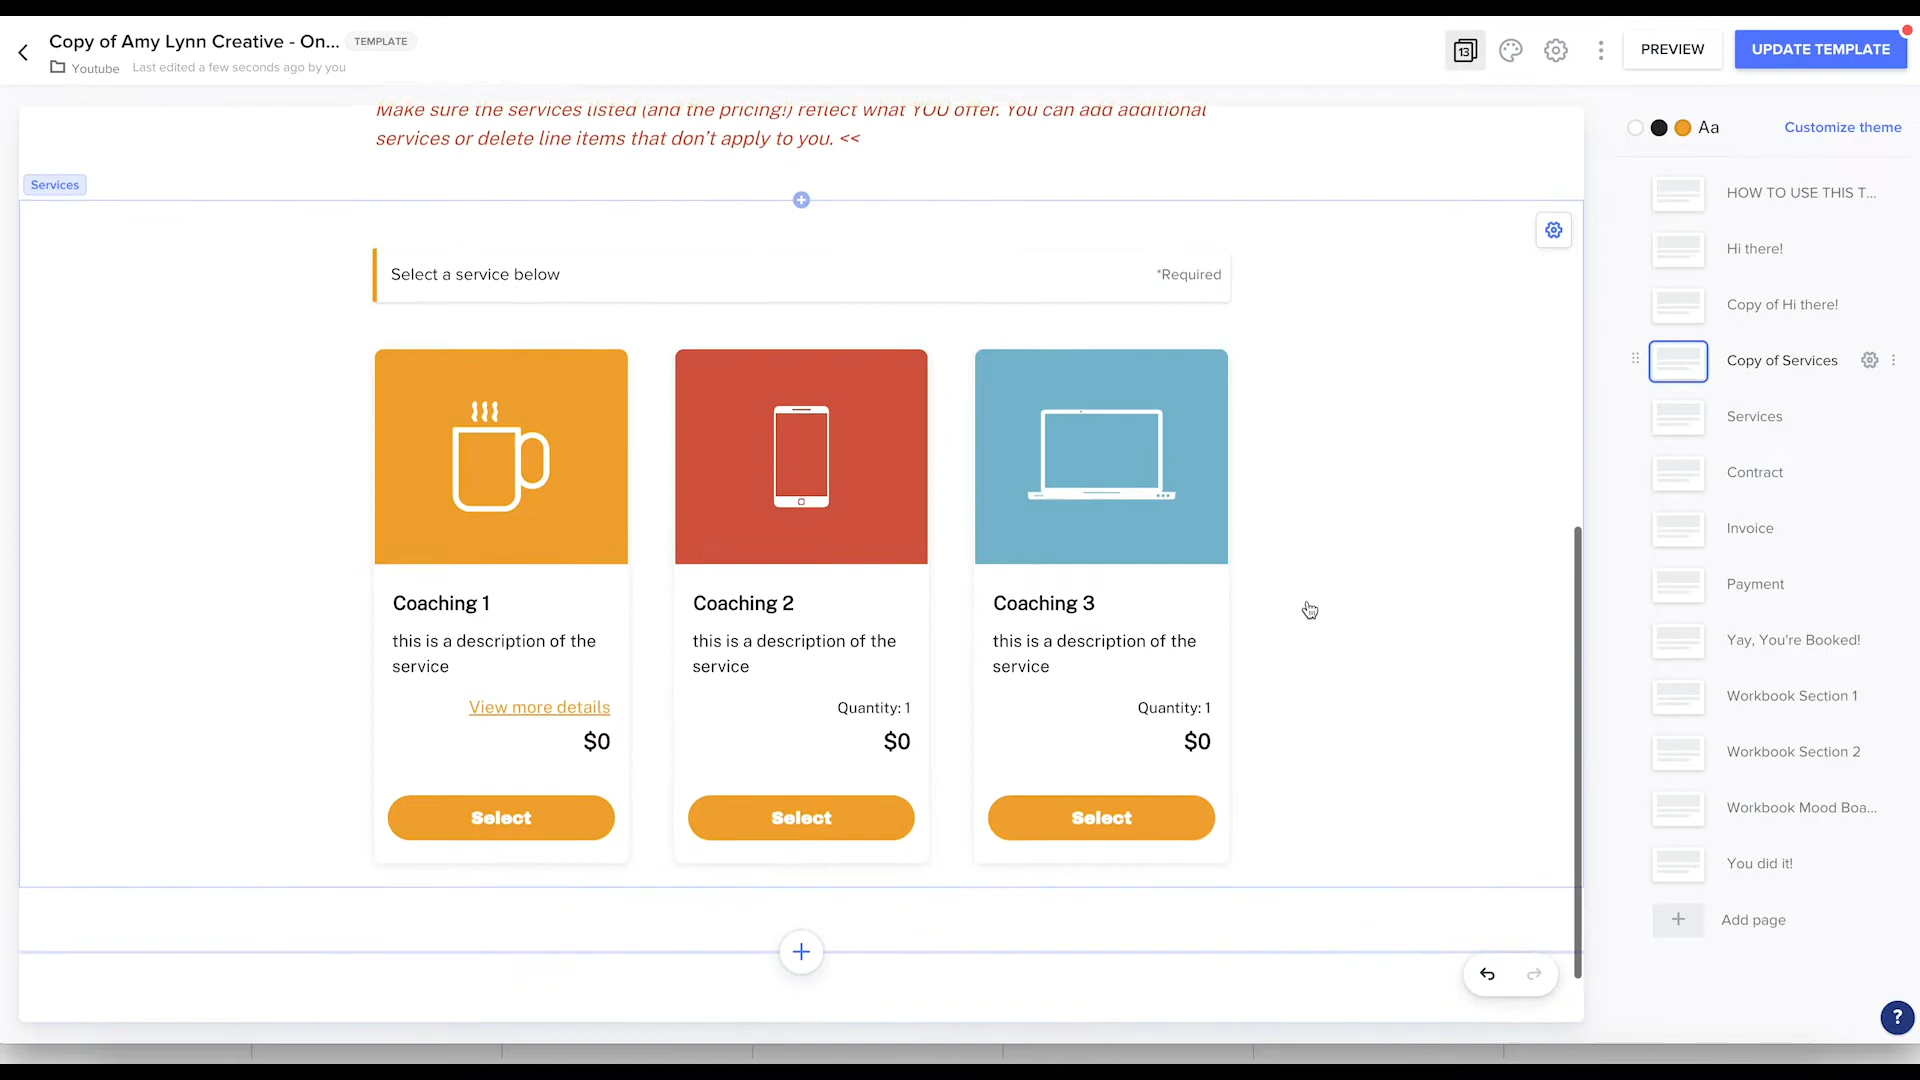 Copy of Amy Lynn Creative - On...
TEMPLATE
Youtube
Last edited a few seconds ago by you
13
PREVIEW
UPDATE TEMPLATE
Make sure the services listed (and the pricing!) reflect what YOU offer. You can add additional
services or delete line items that don't apply to you. <<
Services
Select a service below
*Required
Coaching 1
this is a description of the
service
View more details
$0
Select
Coaching 2
this is a description of the
service
Quantity: 1
$0
Select
Coaching 3
this is a description of the
service
Quantity: 1
$0
Select
Aa
Customize theme
HOW TO USE THIS T...
Hi there!
Copy of Hi there!
Copy of Services
Services
Contract
Invoice
Payment
Yay, You're Booked!
Workbook Section 1
Workbook Section 2
Workbook Mood Boa...
You did it!
Add page
?